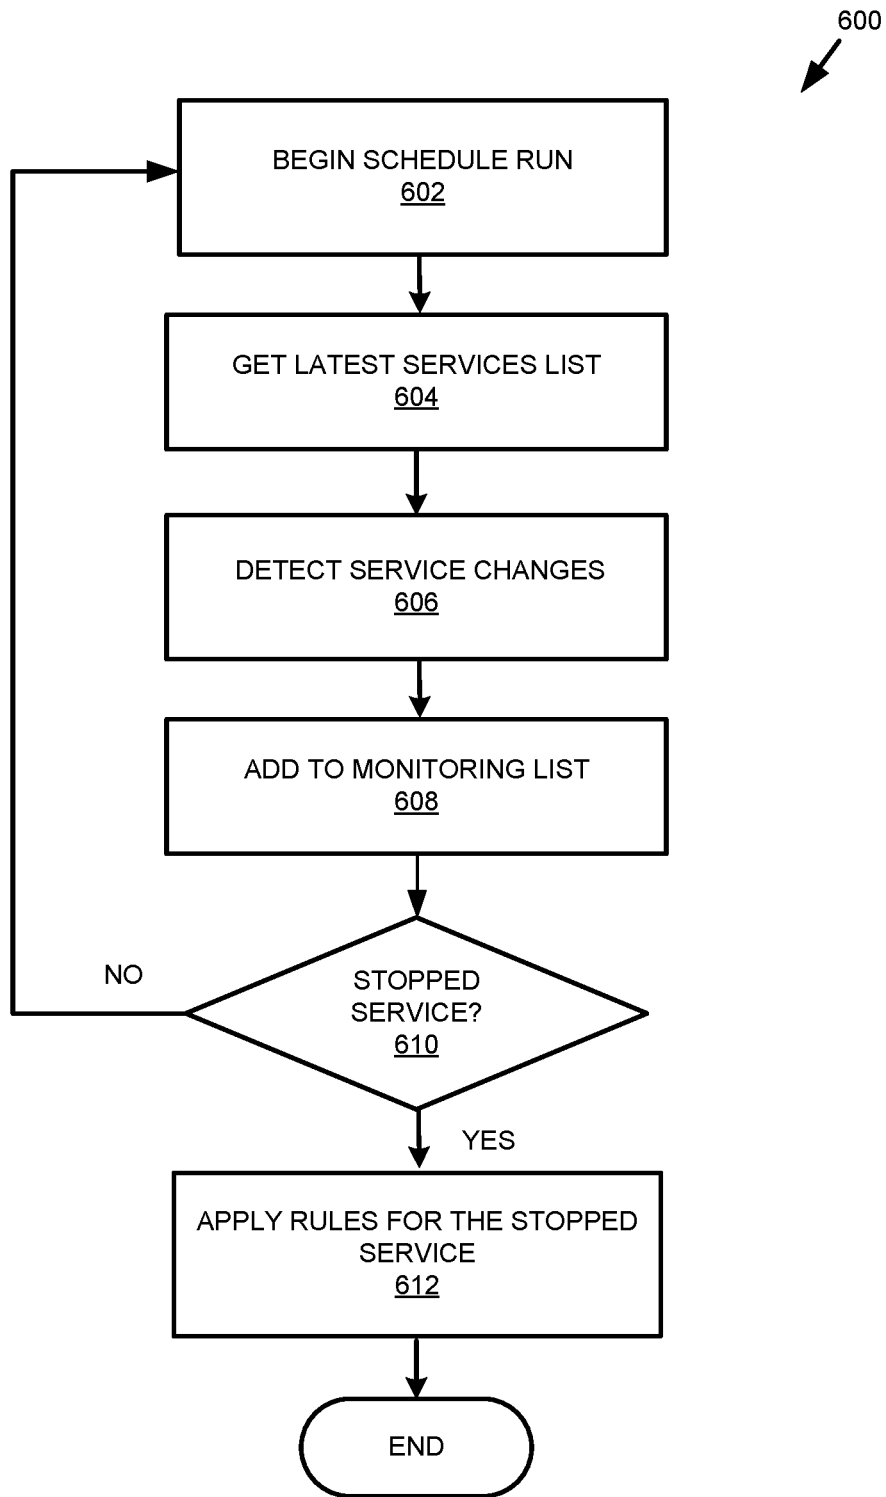 600
BEGIN SCHEDULE RUN
602
GET LATEST SERVICES LIST
604
DETECT SERVICE CHANGES
606
ADD TO MONITORING LIST
608
NO
STOPPED
SERVICE?
610
YES
APPLY RULES FOR THE STOPPED
SERVICE
612
END